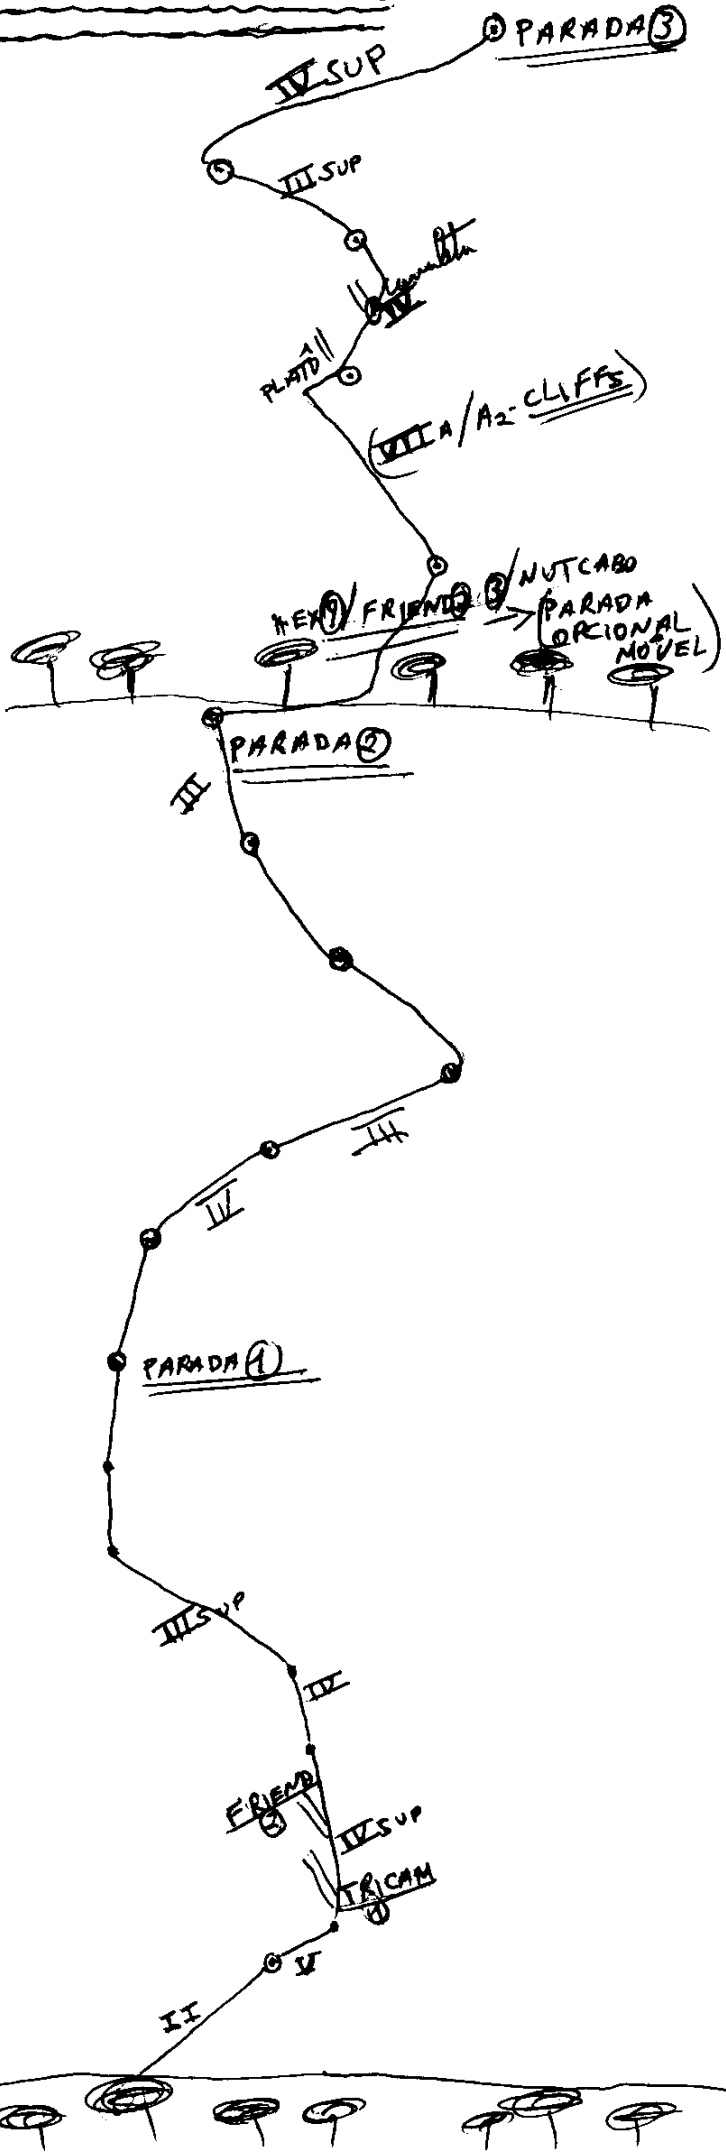 PARADA 3
IV SUP
III SUP
IV
PLATÔ
(VII A/A2-CLIFFS)
HEX 9/FRIEND 2 3/NUTCABO
(PARADA
OPCIONAL
MÓVEL)
PARADA 2
III
III
IV
PARADA 1
III SUP
IV
FRIEND
2
IV SUP
TRICAM
1
V
II